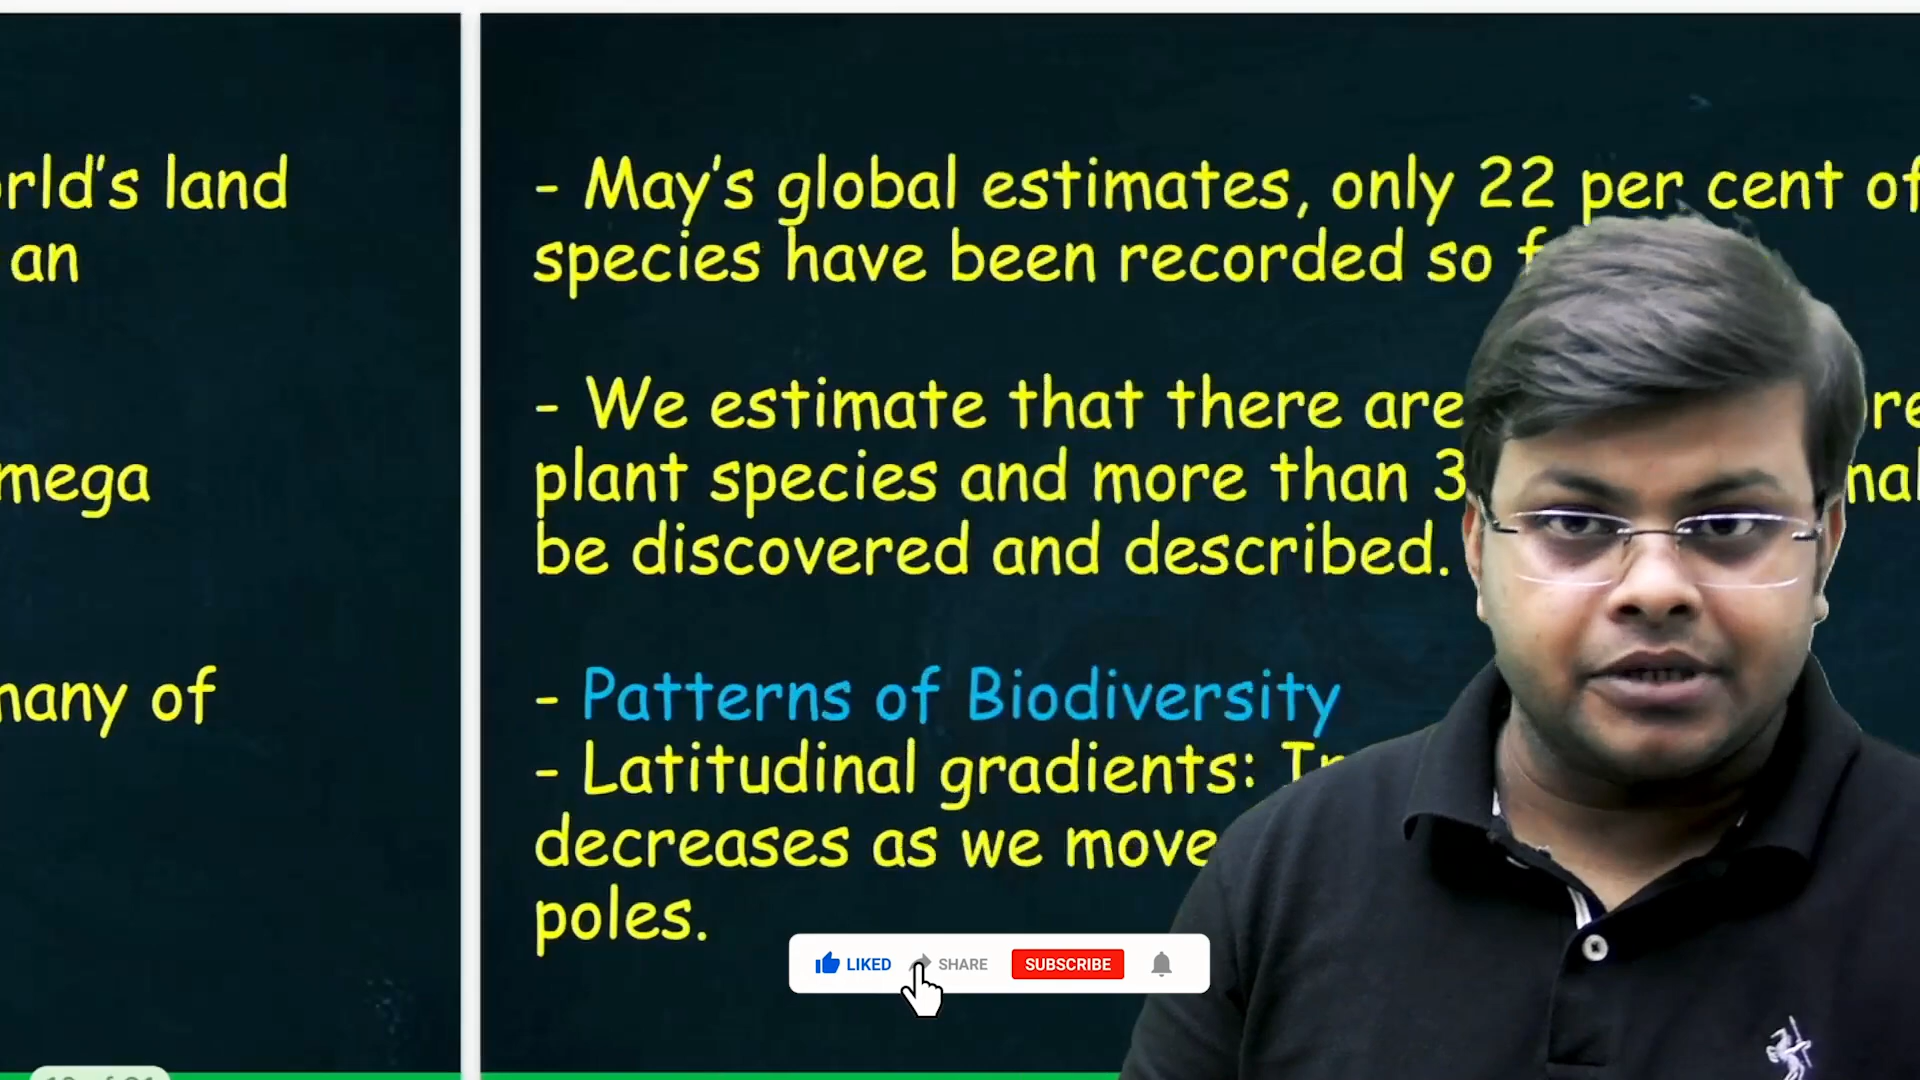 rld's land
an
mega
many of
- May's global estimates, only 22 per cent of
species have been recorded so
- We estimate that there are
plant species and more than 3
be discovered and described.
- Patterns of Biodiversity
- Latitudinal gradients:
decreases as we move
poles.
LIKED SHARE SUBSCRIBE